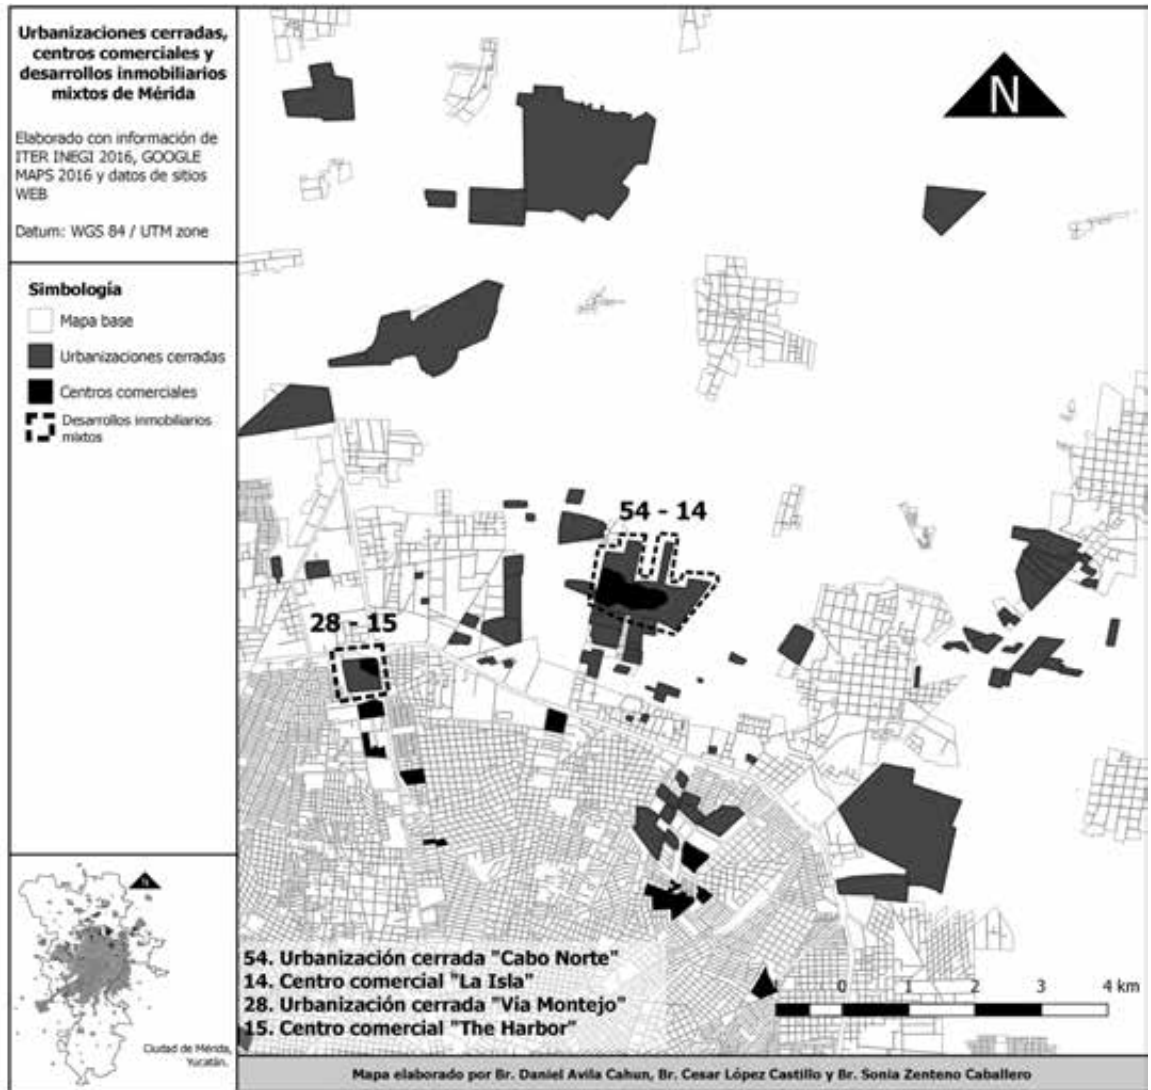 Urbanizaciones cerradas,
centros comerciales y
desarrollos inmobiliarios
mixtos de Mérida
Elaborado con información de
ITER INEGI 2016, GOOGLE
MAPS 2016 y datos de sitios
WEB
Datum: WGS 84 / UTM zone
Simbología
Mapa base
Urbanizaciones cerradas
Centros comerciales
Desarrollos inmobiliarios
mixtos
N
54 - 14
28 - 15
54. Urbanización cerrada "Cabo Norte"
14. Centro comercial "La Isla"
28. Urbanización cerrada "Via Montejo"
15. Centro comercial "The Harbor"
1 0 1 2 3 4 km
N
Ciudad de Mérida,
Yucatán.
Mapa elaborado por Br. Daniel Avila Cahun, Br. Cesar López Castillo y Br. Sonia Zenteno Caballero